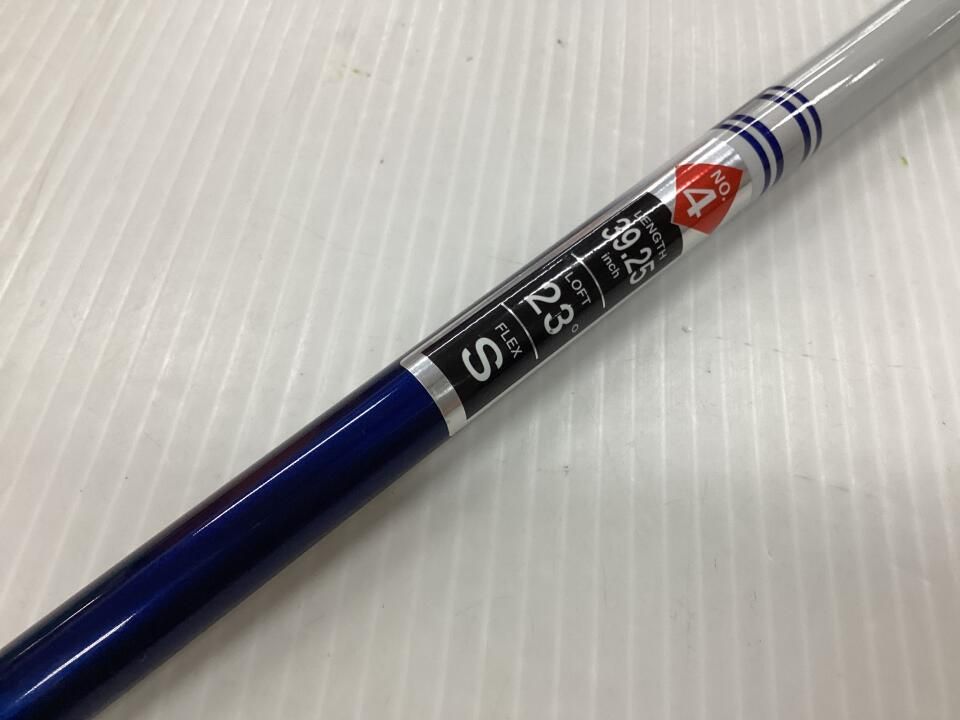 NO.
4
LENGTH
39.25
inch
LOFT
23°
FLEX
S